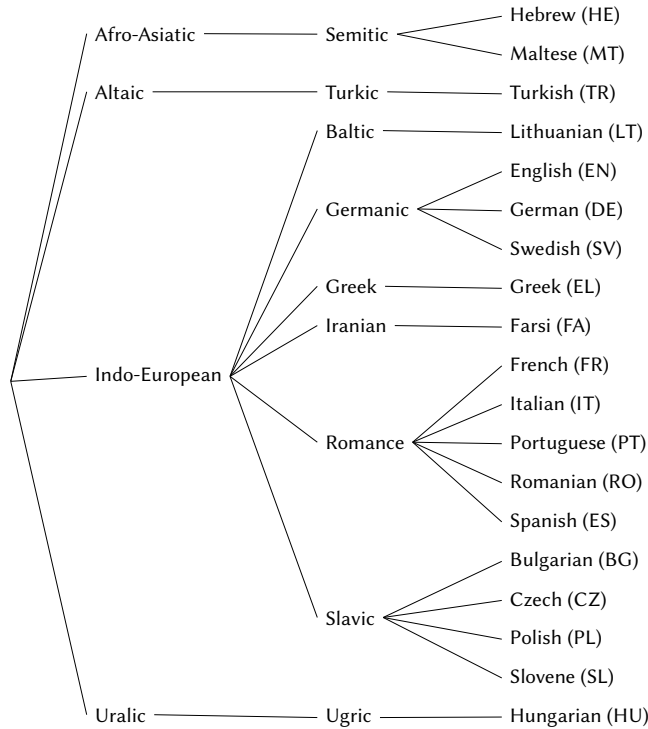 Hebrew (HE)
Afro-Asiatic Semitic
Maltese (MT)
Altaic Turkic Turkish (TR)
Baltic Lithuanian (LT)
English (EN)
Germanic German (DE)
Swedish (SV)
Greek Greek (EL)
Iranian Farsi (FA)
French (FR)
Indo-European
Italian (IT)
Romance Portuguese (PT)
Romanian (RO)
Spanish (ES)
Bulgarian (BG)
Czech (CZ)
Slavic
Polish (PL)
Slovene (SL)
Uralic Ugric Hungarian (HU)